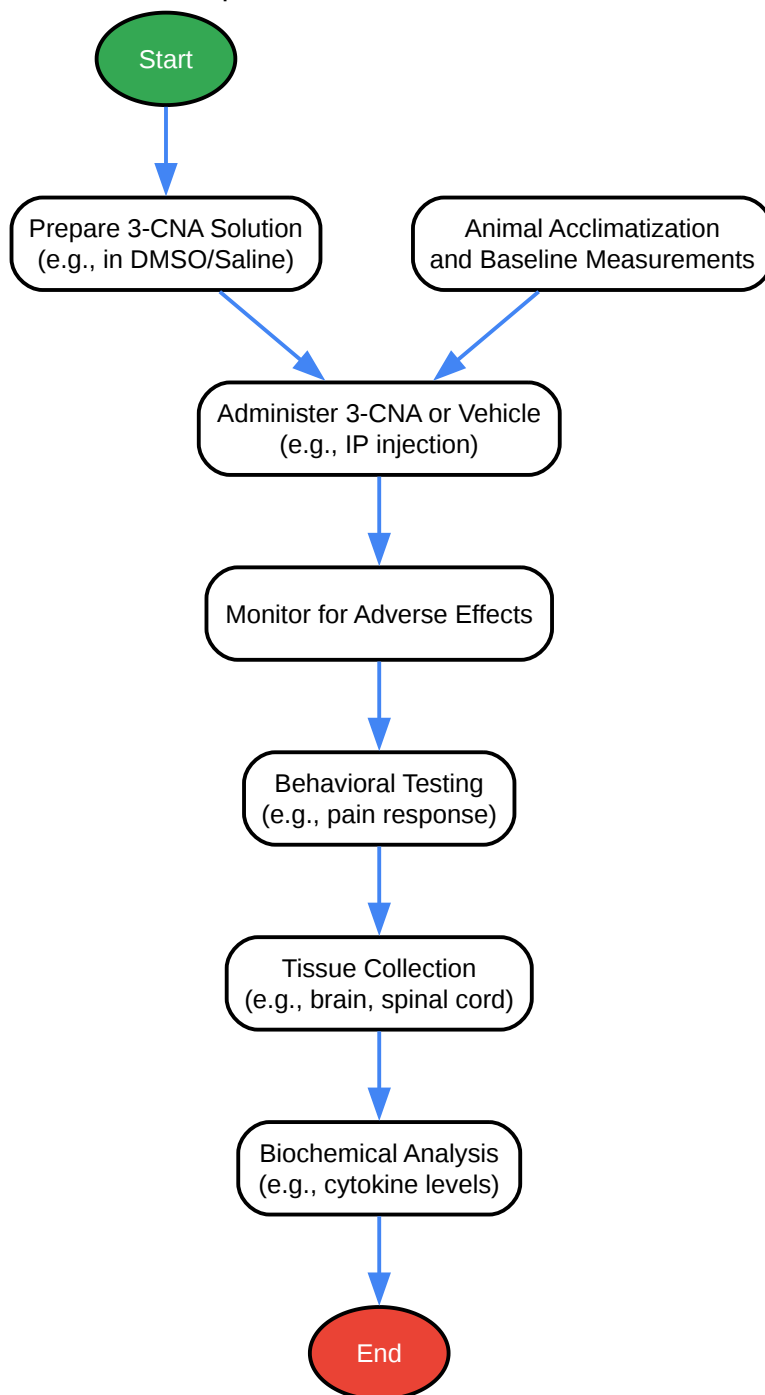 Start
Prepare 3-CNA Solution
(e.g., in DMSO/Saline)
Animal Acclimatization
and Baseline Measurements
Administer 3-CNA or Vehicle
(e.g., IP injection)
Monitor for Adverse Effects
Behavioral Testing
(e.g., pain response)
Tissue Collection
(e.g., brain, spinal cord)
Biochemical Analysis
(e.g., cytokine levels)
End